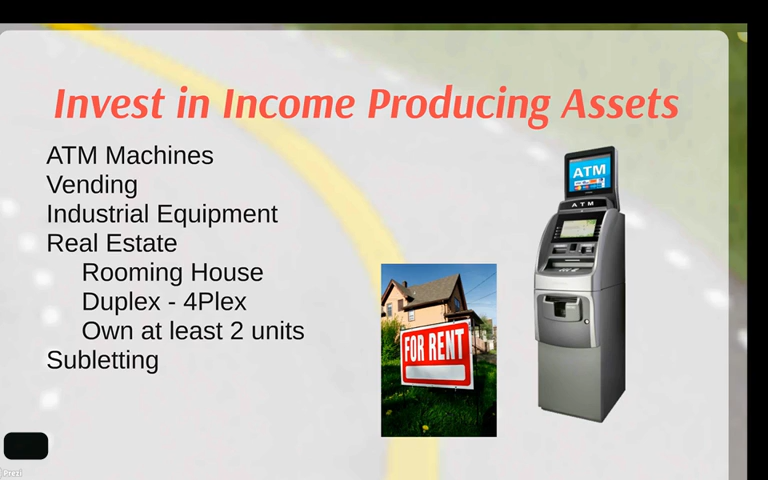 Invest in Income Producing Assets
ATM Machines
Vending
Industrial Equipment
Real Estate
Rooming House
Duplex - 4Plex
Own at least 2 units
Subletting
ATM
ATM
FOR RENT
Prezi